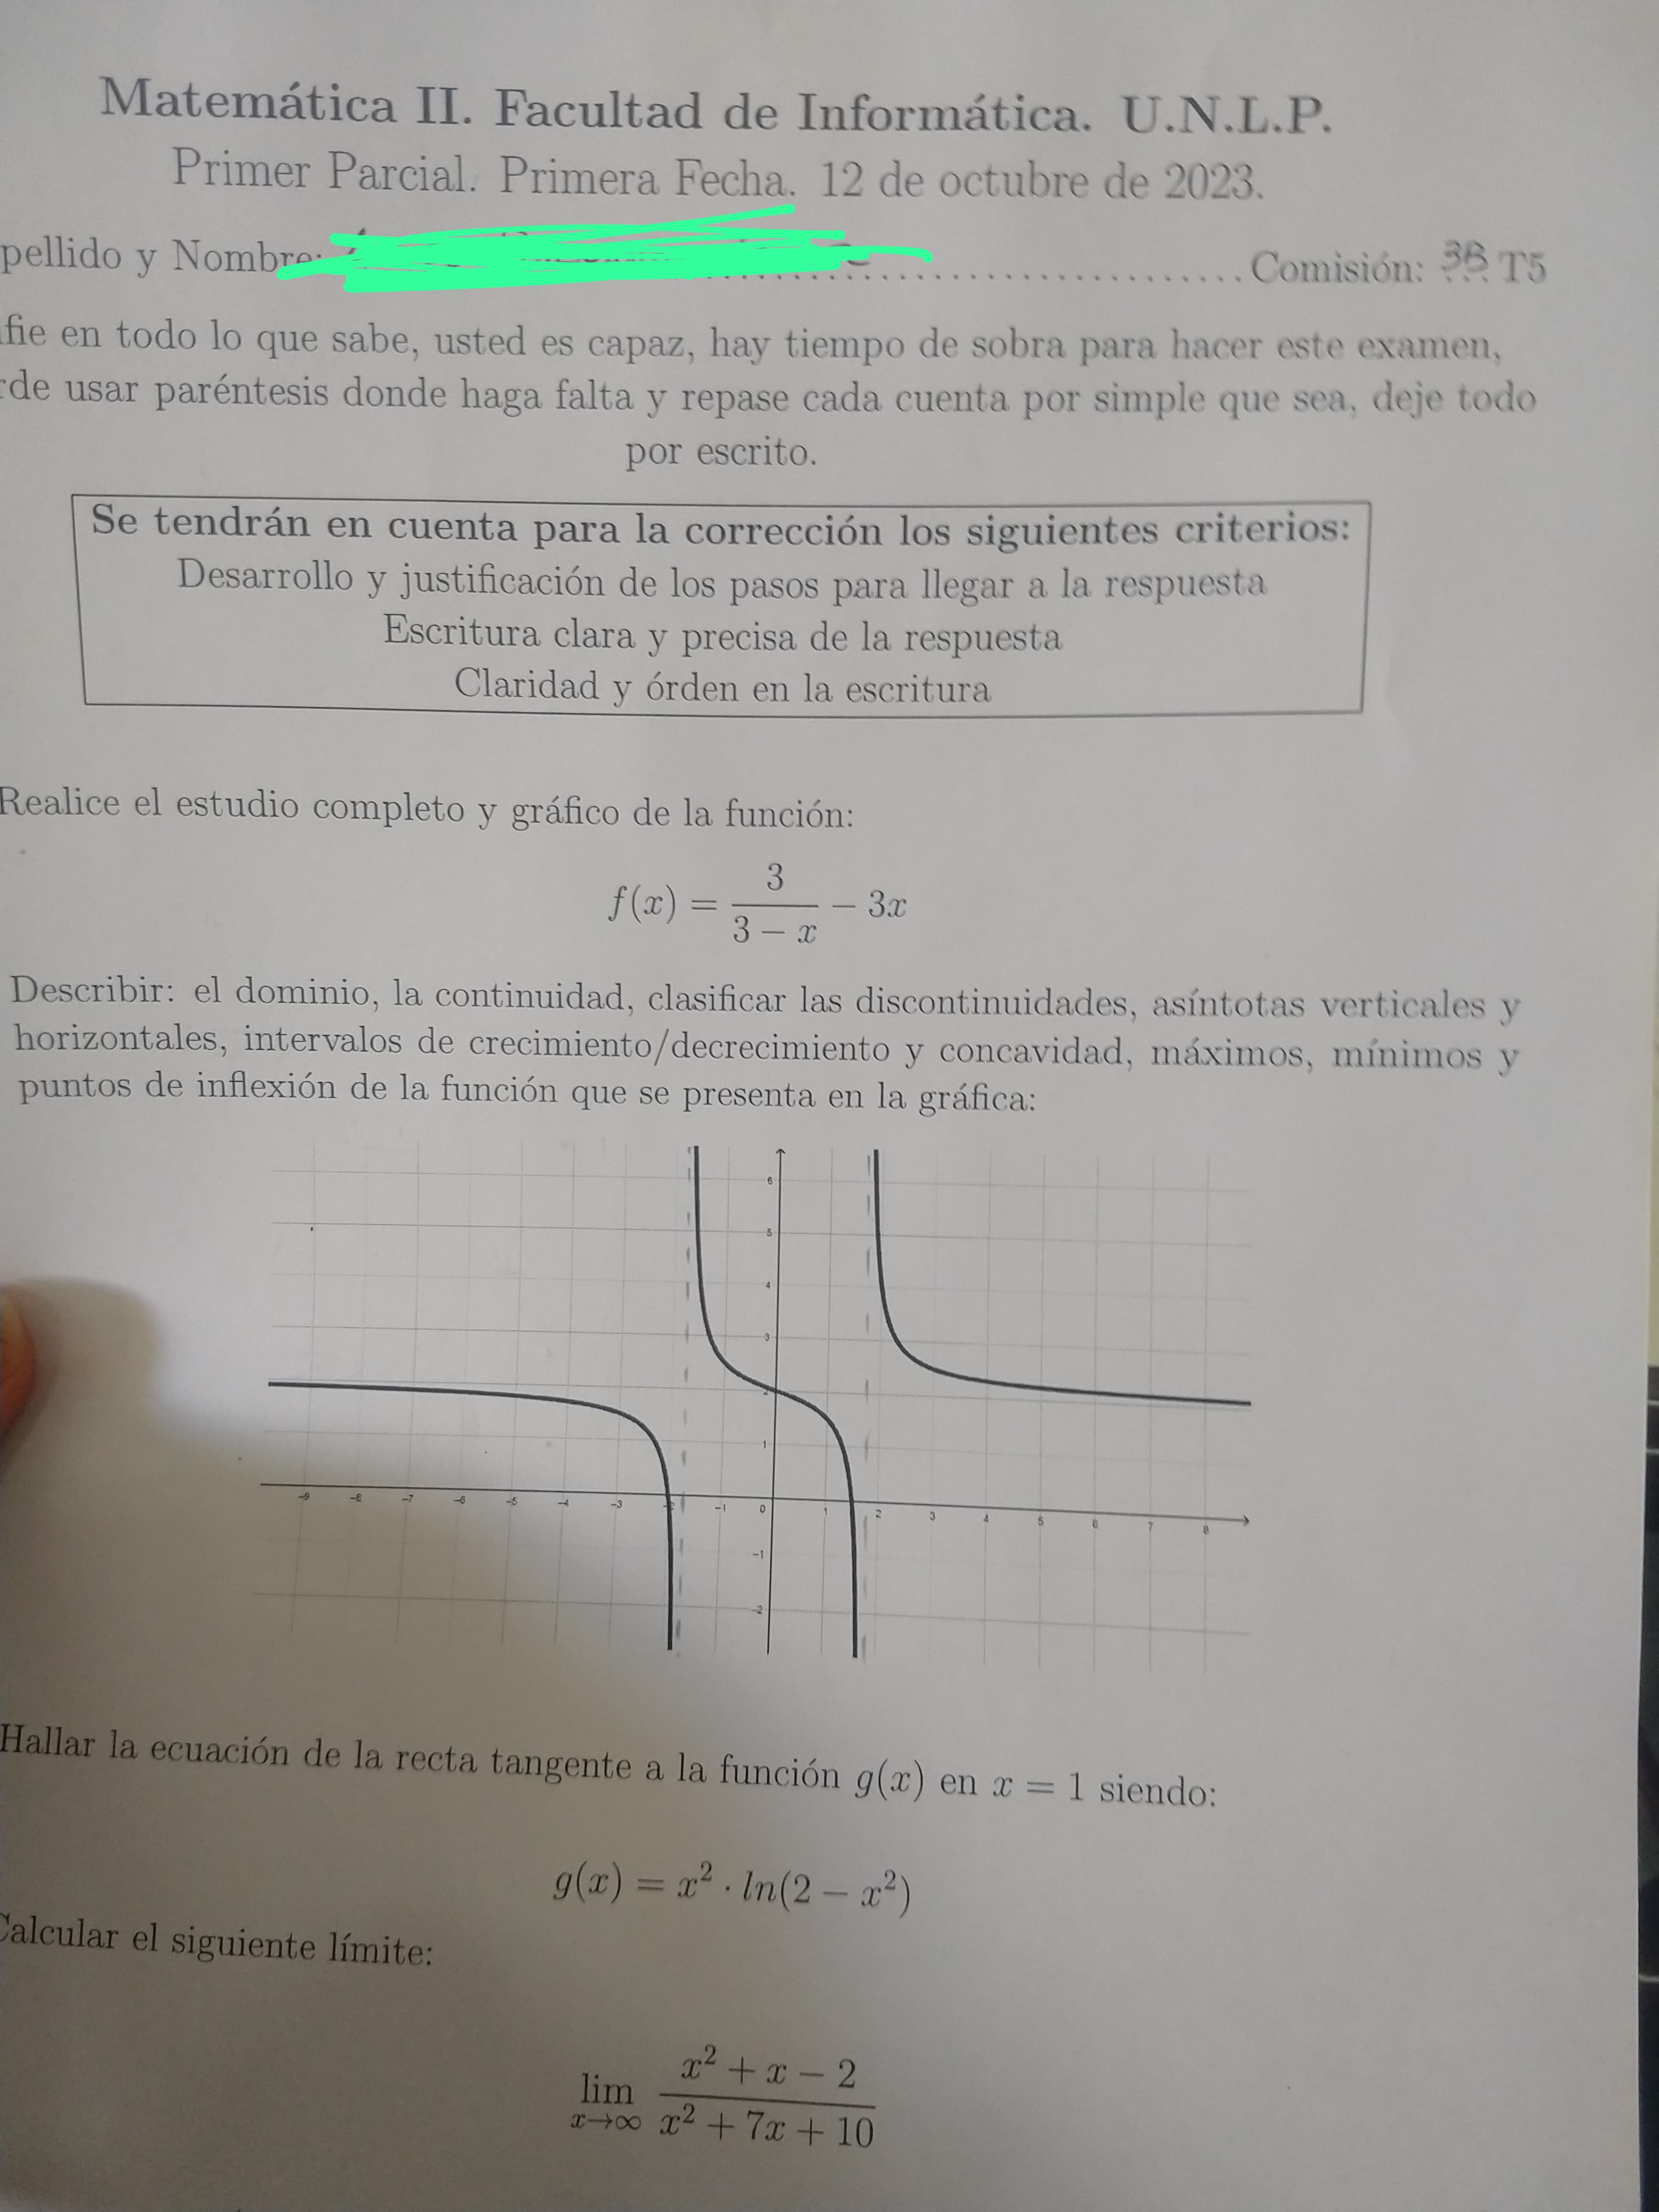 Matemática II. Facultad de Informática. U.N.L.P.
Primer Parcial. Primera Fecha. 12 de octubre de 2023.
pellido y Nombre: Comisión: 3B T5
fie en todo lo que sabe, usted es capaz, hay tiempo de sobra para hacer este examen,
rde usar paréntesis donde haga falta y repase cada cuenta por simple que sea, deje todo
por escrito.
Se tendrán en cuenta para la corrección los siguientes criterios:
Desarrollo y justificación de los pasos para llegar a la respuesta
Escritura clara y precisa de la respuesta
Claridad y órden en la escritura
Realice el estudio completo y gráfico de la función:
f(x) = 3/(3 − x) − 3x
Describir: el dominio, la continuidad, clasificar las discontinuidades, asíntotas verticales y
horizontales, intervalos de crecimiento/decrecimiento y concavidad, máximos, mínimos y
puntos de inflexión de la función que se presenta en la gráfica:
6
5
4
3
2
1
−9 −8 −7 −6 −5 −4 −3 −2 −1 0 1 2 3 4 5 6 7 8
−1
−2
Hallar la ecuación de la recta tangente a la función g(x) en x = 1 siendo:
g(x) = x² · ln(2 − x²)
Calcular el siguiente límite:
lim x→∞ (x² + x − 2)/(x² + 7x + 10)